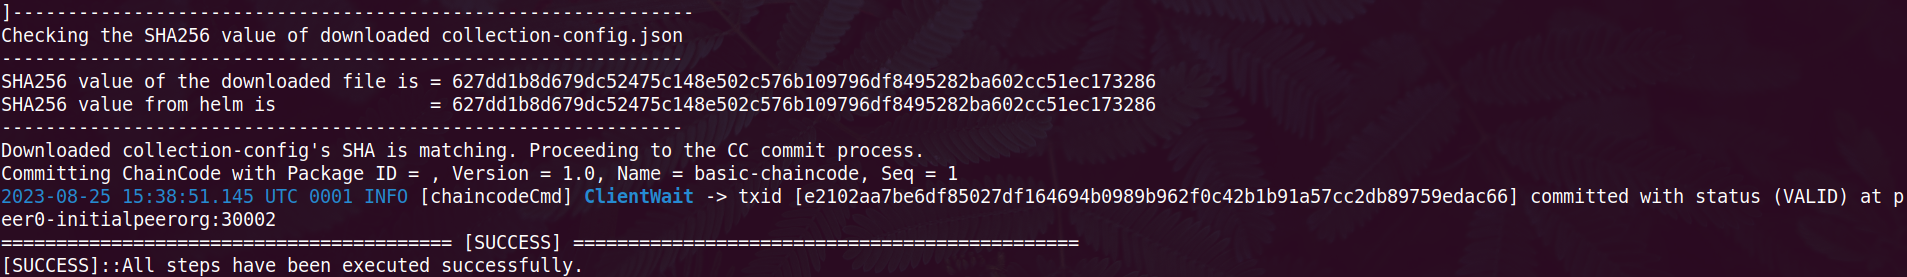 ]--------------------------------------------------------------
Checking the SHA256 value of downloaded collection-config.json
--------------------------------------------------------------
SHA256 value of the downloaded file is = 627dd1b8d679dc52475c148e502c576b109796df8495282ba602cc51ec173286
SHA256 value from helm is              = 627dd1b8d679dc52475c148e502c576b109796df8495282ba602cc51ec173286
--------------------------------------------------------------
Downloaded collection-config's SHA is matching. Proceeding to the CC commit process.
Committing ChainCode with Package ID = , Version = 1.0, Name = basic-chaincode, Seq = 1
2023-08-25 15:38:51.145 UTC 0001 INFO [chaincodeCmd] ClientWait -> txid [e2102aa7be6df85027df164694b0989b962f0c42b1b91a57cc2db89759edac66] committed with status (VALID) at p
eer0-initialpeerorg:30002
========================================= [SUCCESS] ==============================================
[SUCCESS]::All steps have been executed successfully.